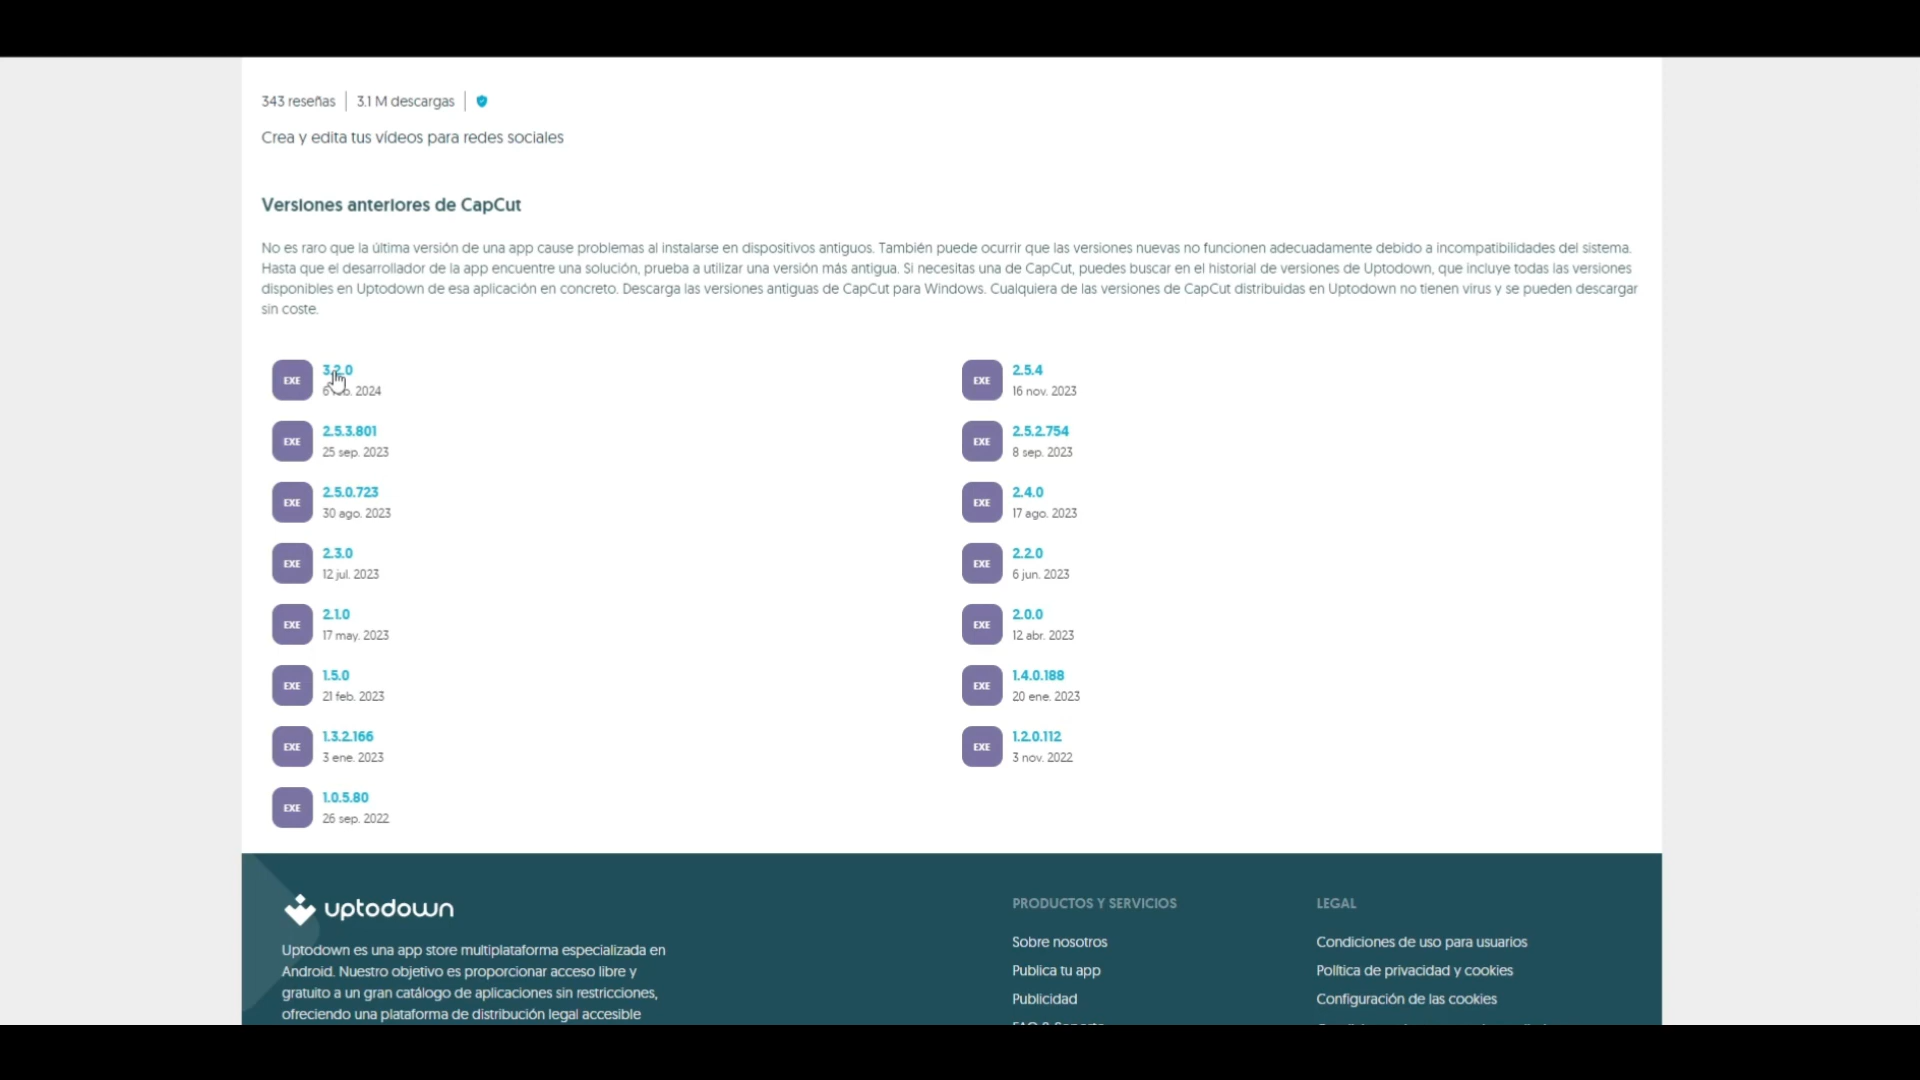 343 reseñas
3.1 M descargas
Crea y edita tus vídeos para redes sociales
Versiones anteriores de CapCut
No es raro que la última versión de una app cause problemas al instalarse en dispositivos antiguos. También puede ocurrir que las versiones nuevas no funcionen adecuadamente debido a incompatibilidades del sistema.
Hasta que el desarrollador de la app encuentre una solución, prueba a utilizar una versión más antigua. Si necesitas una de CapCut, puedes buscar en el historial de versiones de Uptodown, que incluye todas las versiones
disponibles en Uptodown de esa aplicación en concreto. Descarga las versiones antiguas de CapCut para Windows. Cualquiera de las versiones de CapCut distribuidas en Uptodown no tienen virus y se pueden descargar
sin coste.
EXE
3.2.0
2024
EXE
2.5.4
16 nov. 2023
EXE
2.5.3.801
25 sep. 2023
EXE
2.5.2.754
8 sep. 2023
EXE
2.5.0.723
30 ago. 2023
EXE
2.4.0
17 ago. 2023
EXE
2.3.0
12 jul. 2023
EXE
2.2.0
6 jun. 2023
EXE
2.1.0
17 may. 2023
EXE
2.0.0
12 abr. 2023
EXE
1.5.0
21 feb. 2023
EXE
1.4.0.188
20 ene. 2023
EXE
1.3.2.166
3 ene. 2023
EXE
1.2.0.112
3 nov. 2022
EXE
1.0.5.80
26 sep. 2022
uptodown
Uptodown es una app store multiplataforma especializada en
Android. Nuestro objetivo es proporcionar acceso libre y
gratuito a un gran catálogo de aplicaciones sin restricciones,
ofreciendo una plataforma de distribución legal accesible
PRODUCTOS Y SERVICIOS
Sobre nosotros
Publica tu app
Publicidad
LEGAL
Condiciones de uso para usuarios
Política de privacidad y cookies
Configuración de las cookies